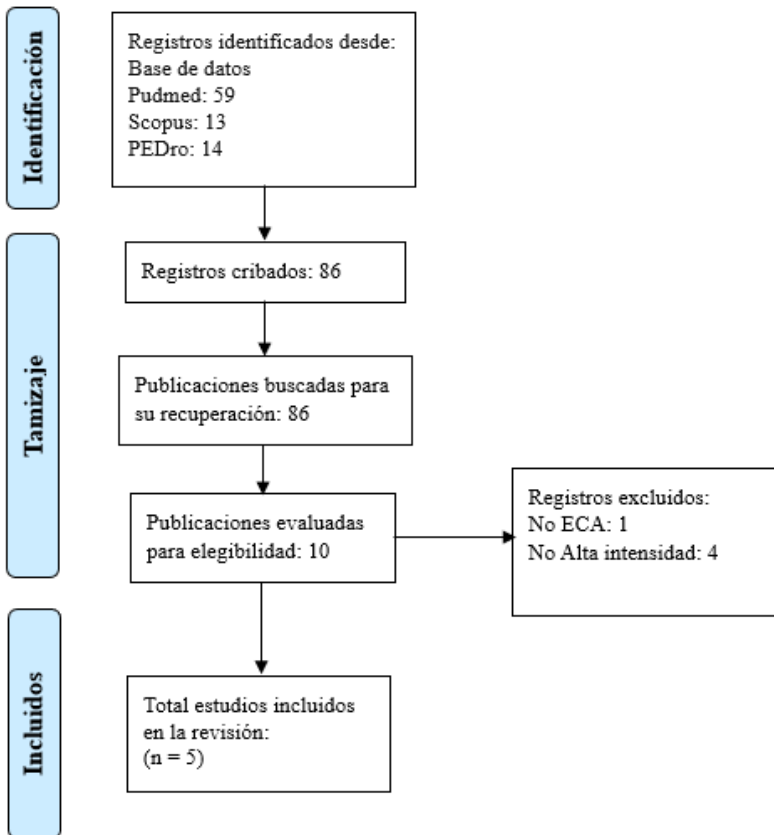 Identificación
Registros identificados desde:
Base de datos
Pudmed: 59
Scopus: 13
PEDro: 14
Tamizaje
Registros cribados: 86
Publicaciones buscadas para
su recuperación: 86
Publicaciones evaluadas
para elegibilidad: 10
Registros excluidos:
No ECA: 1
No Alta intensidad: 4
Incluidos
Total estudios incluidos
en la revisión:
(n = 5)